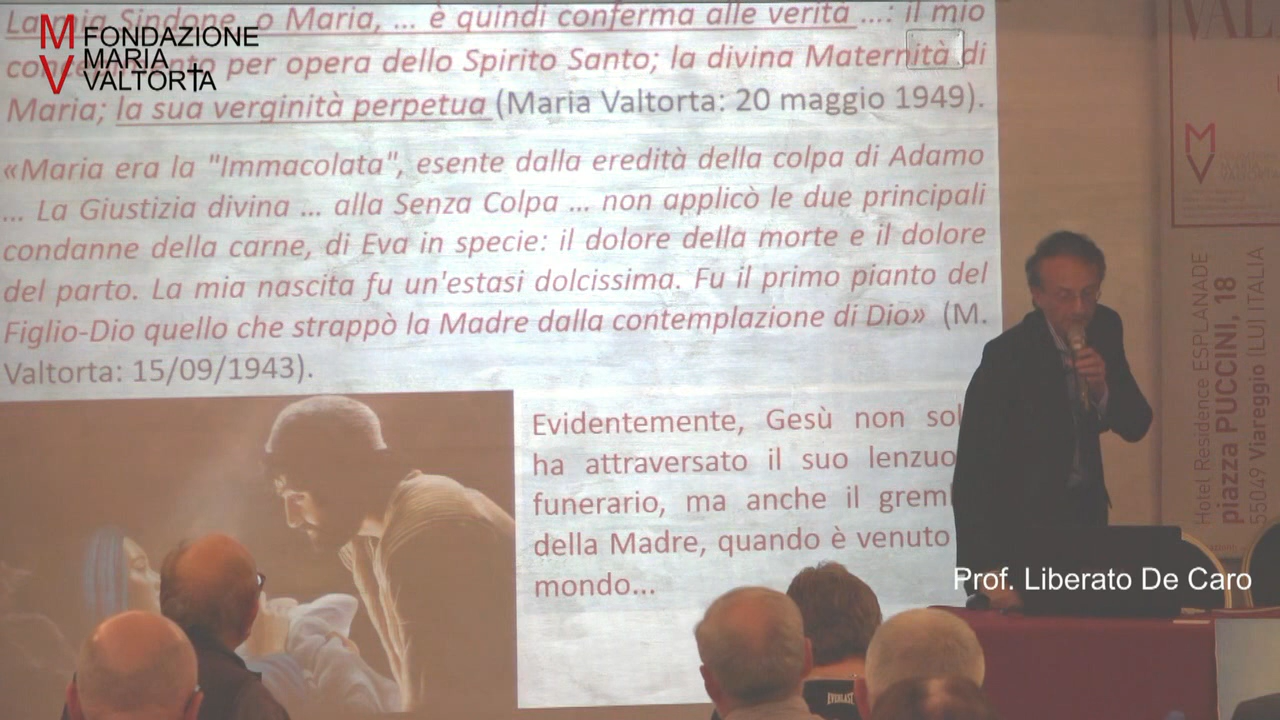 La mia Sindone, o Maria, ... è quindi conferma alle verità ...: il mio
per opera dello Spirito Santo; la divina Maternità di
Maria; la sua verginità perpetua (Maria Valtorta: 20 maggio 1949).
«Maria era la "Immacolata", esente dalla eredità della colpa di Adamo
... La Giustizia divina ... alla Senza Colpa ... non applicò le due principali
condanne della carne, di Eva in specie: il dolore della morte e il dolore
del parto. La mia nascita fu un'estasi dolcissima. Fu il primo pianto del
Figlio-Dio quello che strappò la Madre dalla contemplazione di Dio» (M.
Valtorta: 15/09/1943).
Evidentemente, Gesù non sol
ha attraversato il suo lenzuo
funerario, ma anche il grem
della Madre, quando è venuto
mondo...
MV FONDAZIONE
MARIA
VALTORTA
VAL
MV
Hotel Residence ESPLANADE
piazza PUCCINI, 18
55049 Viareggio (LU) ITALIA
Prof. Liberato De Caro
EVERLAST